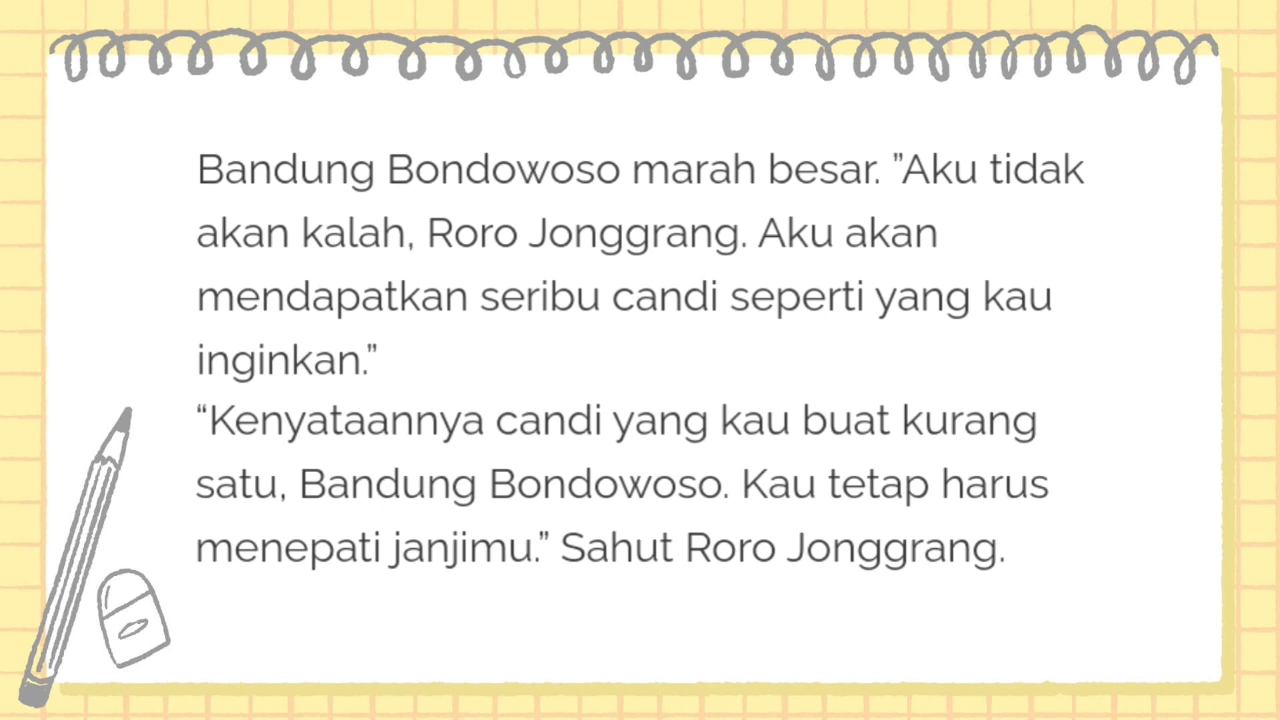 Bandung Bondowoso marah besar. ”Aku tidak
akan kalah, Roro Jonggrang. Aku akan
mendapatkan seribu candi seperti yang kau
inginkan.”
“Kenyataannya candi yang kau buat kurang
satu, Bandung Bondowoso. Kau tetap harus
menepati janjimu.” Sahut Roro Jonggrang.